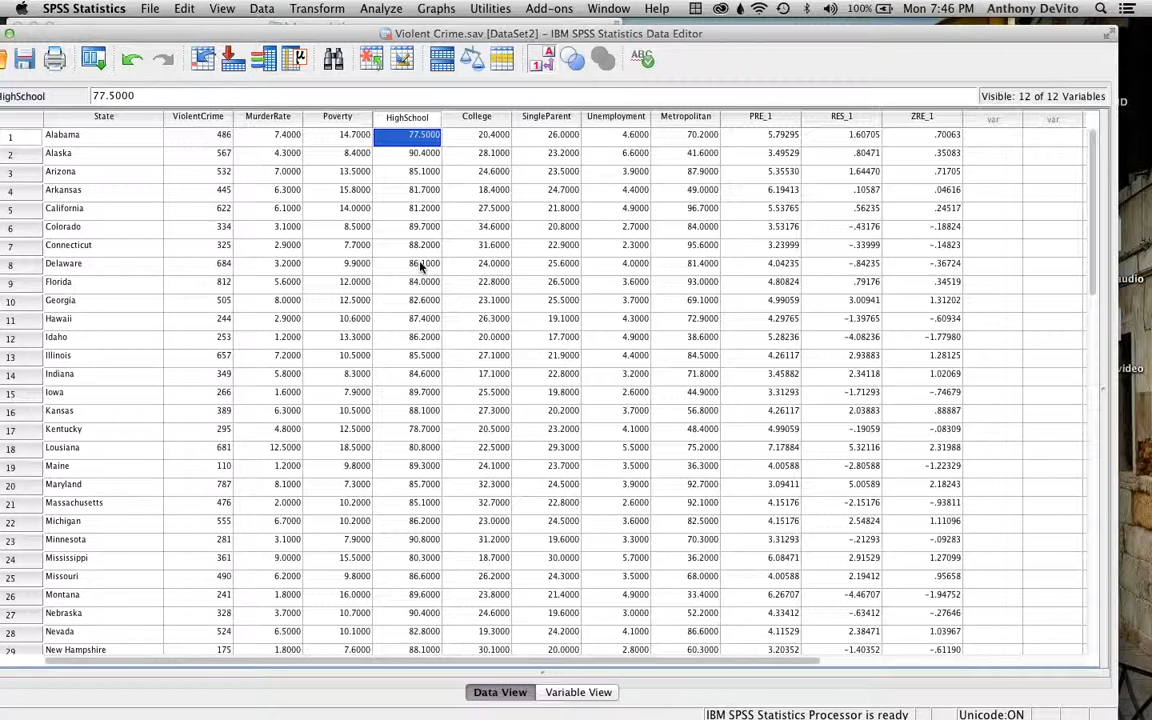 SPSS Statistics File Edit View Data Transform Analyze Graphs Utilities Add-ons Window Help 100% Mon 7:46 PM Anthony DeVito
Violent Crime.sav [DataSet2] – IBM SPSS Statistics Data Editor
HighSchool 77.5000 Visible: 12 of 12 Variables
State ViolentCrime MurderRate Poverty HighSchool College SingleParent Unemployment Metropolitan PRE_1 RES_1 ZRE_1 var var
1 Alabama 486 7.4000 14.7000 77.5000 20.4000 26.0000 4.6000 70.2000 5.79295 1.60705 .70063
2 Alaska 567 4.3000 8.4000 90.4000 28.1000 23.2000 6.6000 41.6000 3.49529 .80471 .35083
3 Arizona 532 7.0000 13.5000 85.1000 24.6000 23.5000 3.9000 87.9000 5.35530 1.64470 .71705
4 Arkansas 445 6.3000 15.8000 81.7000 18.4000 24.7000 4.4000 49.0000 6.19413 .10587 .04616
5 California 622 6.1000 14.0000 81.2000 27.5000 21.8000 4.9000 96.7000 5.53765 .56235 .24517
6 Colorado 334 3.1000 8.5000 89.7000 34.6000 20.8000 2.7000 84.0000 3.53176 –.43176 –.18824
7 Connecticut 325 2.9000 7.7000 88.2000 31.6000 22.9000 2.3000 95.6000 3.23999 –.33999 –.14823
8 Delaware 684 3.2000 9.9000 86.1000 24.0000 25.6000 4.0000 81.4000 4.04235 –.84235 –.36724
9 Florida 812 5.6000 12.0000 84.0000 22.8000 26.5000 3.6000 93.0000 4.80824 .79176 .34519
10 Georgia 505 8.0000 12.5000 82.6000 23.1000 25.5000 3.7000 69.1000 4.99059 3.00941 1.31202
11 Hawaii 244 2.9000 10.6000 87.4000 26.3000 19.1000 4.3000 72.9000 4.29765 –1.39765 –.60934
12 Idaho 253 1.2000 13.3000 86.2000 20.0000 17.7000 4.9000 38.6000 5.28236 –4.08236 –1.77980
13 Illinois 657 7.2000 10.5000 85.5000 27.1000 21.9000 4.4000 84.5000 4.26117 2.93883 1.28125
14 Indiana 349 5.8000 8.3000 84.6000 17.1000 22.8000 3.2000 71.8000 3.45882 2.34118 1.02069
15 Iowa 266 1.6000 7.9000 89.7000 25.5000 19.8000 2.6000 44.9000 3.31293 –1.71293 –.74679
16 Kansas 389 6.3000 10.5000 88.1000 27.3000 20.2000 3.7000 56.8000 4.26117 2.03883 .88887
17 Kentucky 295 4.8000 12.5000 78.7000 20.5000 23.2000 4.1000 48.4000 4.99059 –.19059 –.08309
18 Lousiana 681 12.5000 18.5000 80.8000 22.5000 29.3000 5.5000 75.2000 7.17884 5.32116 2.31988
19 Maine 110 1.2000 9.8000 89.3000 24.1000 23.7000 3.5000 36.3000 4.00588 –2.80588 –1.22329
20 Maryland 787 8.1000 7.3000 85.7000 32.3000 24.5000 3.9000 92.7000 3.09411 5.00589 2.18243
21 Massachusetts 476 2.0000 10.2000 85.1000 32.7000 22.8000 2.6000 92.1000 4.15176 –2.15176 –.93811
22 Michigan 555 6.7000 10.2000 86.2000 23.0000 24.5000 3.6000 82.5000 4.15176 2.54824 1.11096
23 Minnesota 281 3.1000 7.9000 90.8000 31.2000 19.6000 3.3000 70.3000 3.31293 –.21293 –.09283
24 Mississippi 361 9.0000 15.5000 80.3000 18.7000 30.0000 5.7000 36.2000 6.08471 2.91529 1.27099
25 Missouri 490 6.2000 9.8000 86.6000 26.2000 24.3000 3.5000 68.0000 4.00588 2.19412 .95658
26 Montana 241 1.8000 16.0000 89.6000 23.8000 21.4000 4.9000 33.4000 6.26707 –4.46707 –1.94752
27 Nebraska 328 3.7000 10.7000 90.4000 24.6000 19.6000 3.0000 52.2000 4.33412 –.63412 –.27646
28 Nevada 524 6.5000 10.1000 82.8000 19.3000 24.2000 4.1000 86.6000 4.11529 2.38471 1.03967
29 New Hampshire 175 1.8000 7.6000 88.1000 30.1000 20.0000 2.8000 60.3000 3.20352 –1.40352 –.61190
Data View Variable View
IBM SPSS Statistics Processor is ready Unicode:ON